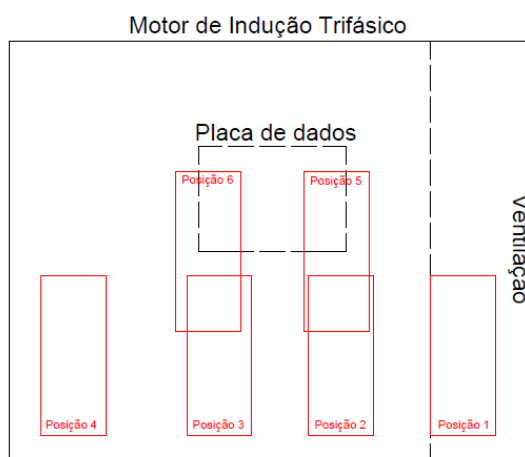 Motor de Indução Trifásico
Placa de dados
Posição 6
Posição 5
Ventilação
Posição 4
Posição 3
Posição 2
Posição 1